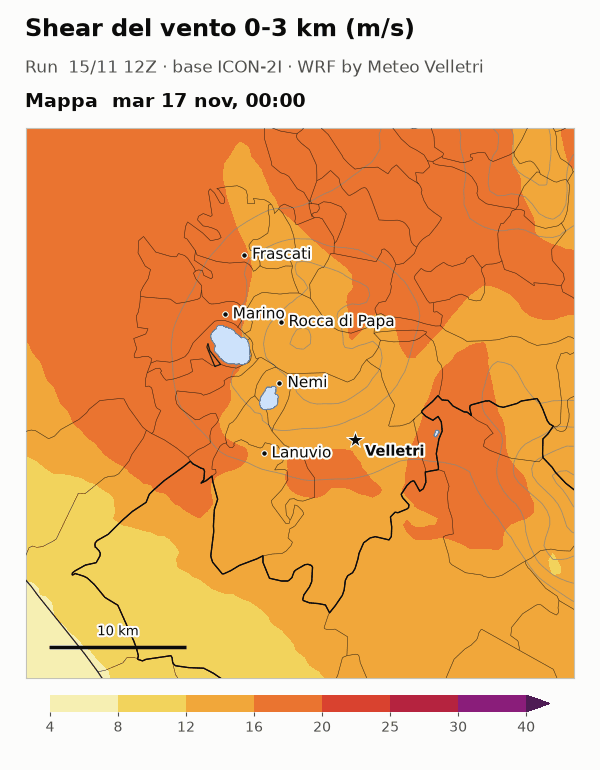 Shear del vento 0-3 km (m/s)
Run  15/11 12Z · base ICON-2I · WRF by Meteo Velletri
Mappa  mar 17 nov, 00:00
Frascati
Marino
Rocca di Papa
Nemi
Velletri
Lanuvio
10 km
4 8 12 16 20 25 30 40